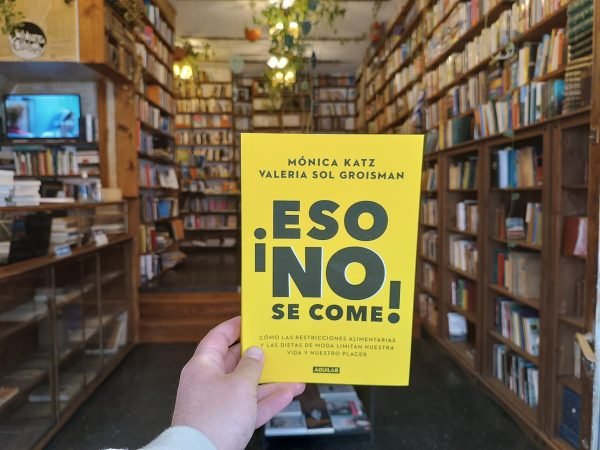 MÓNICA KATZ
VALERIA SOL GROISMAN
¡ESO
NO
SE COME!
CÓMO LAS RESTRICCIONES ALIMENTARIAS
Y LAS DIETAS DE MODA LIMITAN NUESTRA
VIDA Y NUESTRO PLACER
AGUILAR